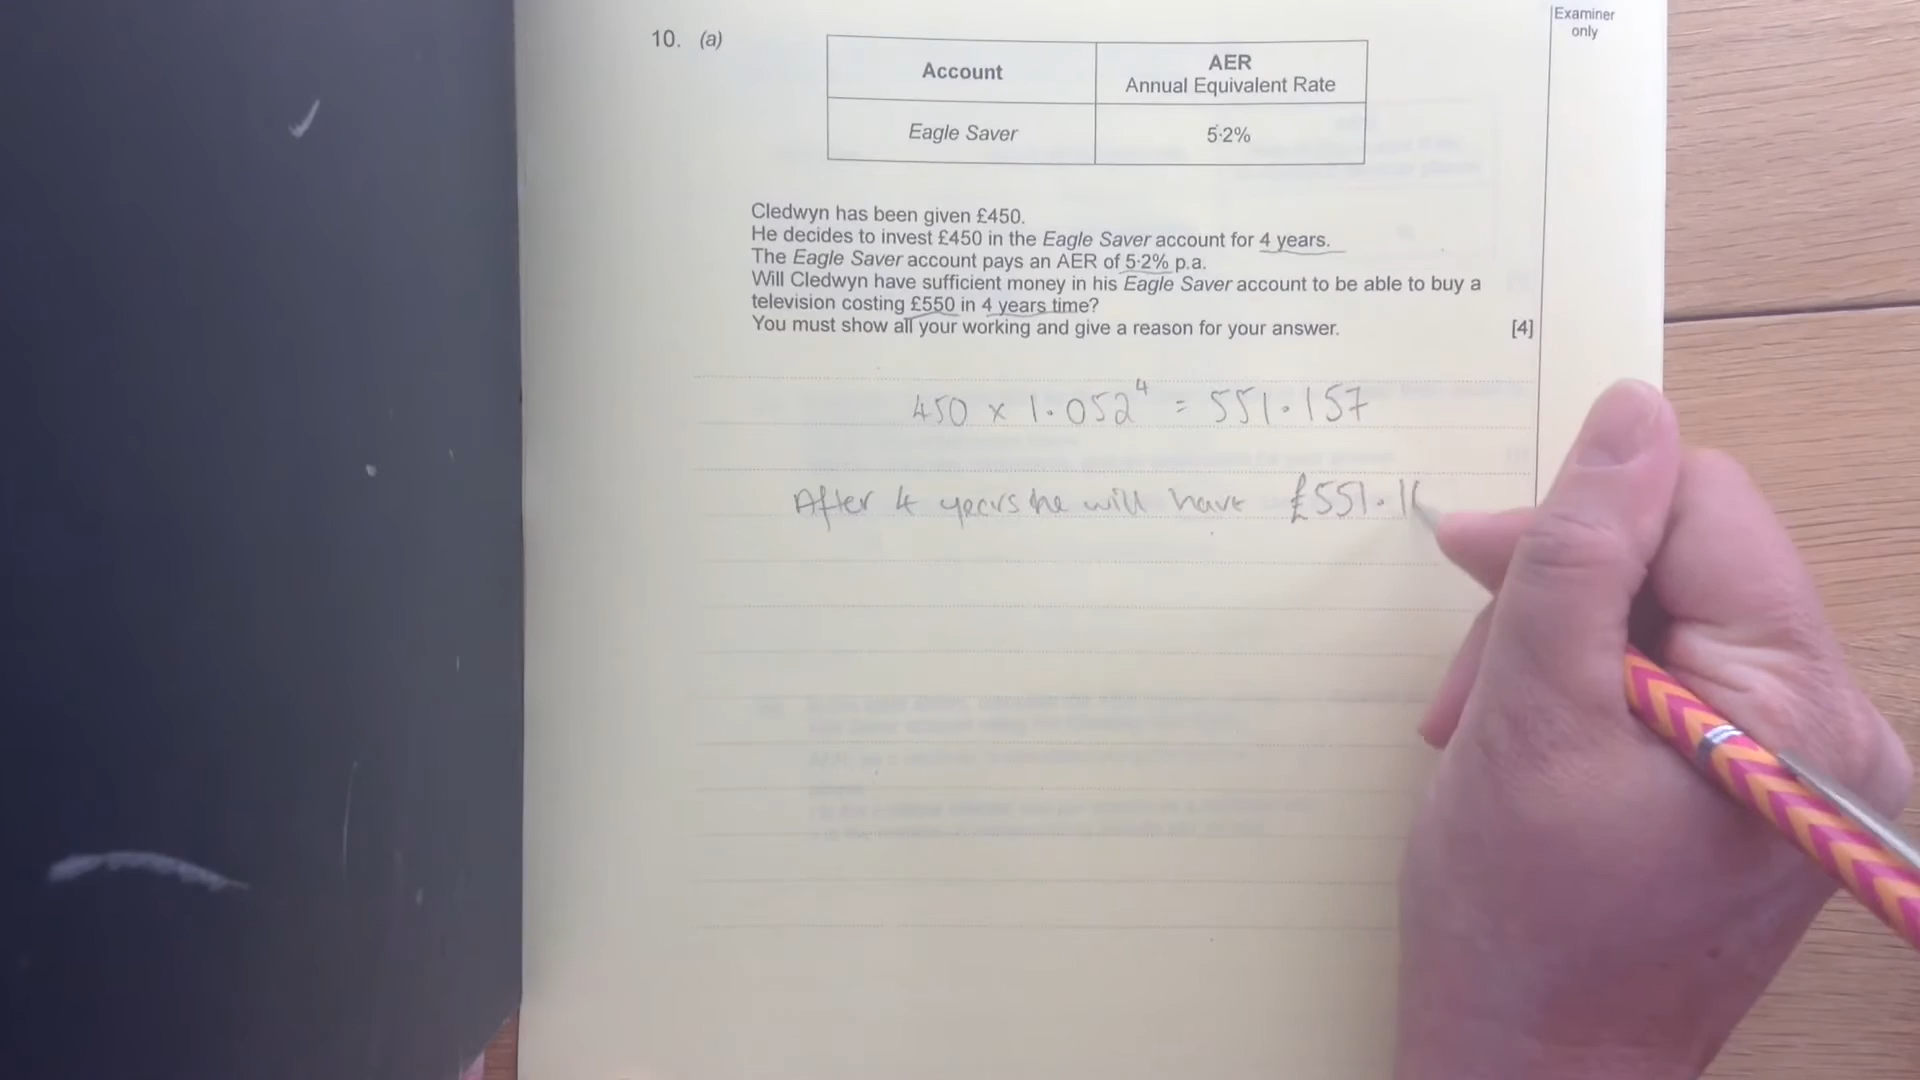 Examiner
only
10. (a)
Account
AER
Annual Equivalent Rate
Eagle Saver
5·2%
Cledwyn has been given £450.
He decides to invest £450 in the Eagle Saver account for 4 years.
The Eagle Saver account pays an AER of 5·2% p.a.
Will Cledwyn have sufficient money in his Eagle Saver account to be able to buy a
television costing £550 in 4 years time?
You must show all your working and give a reason for your answer.
[4]
450 × 1.052⁴ = 551.157
After 4 years he will have £551.16